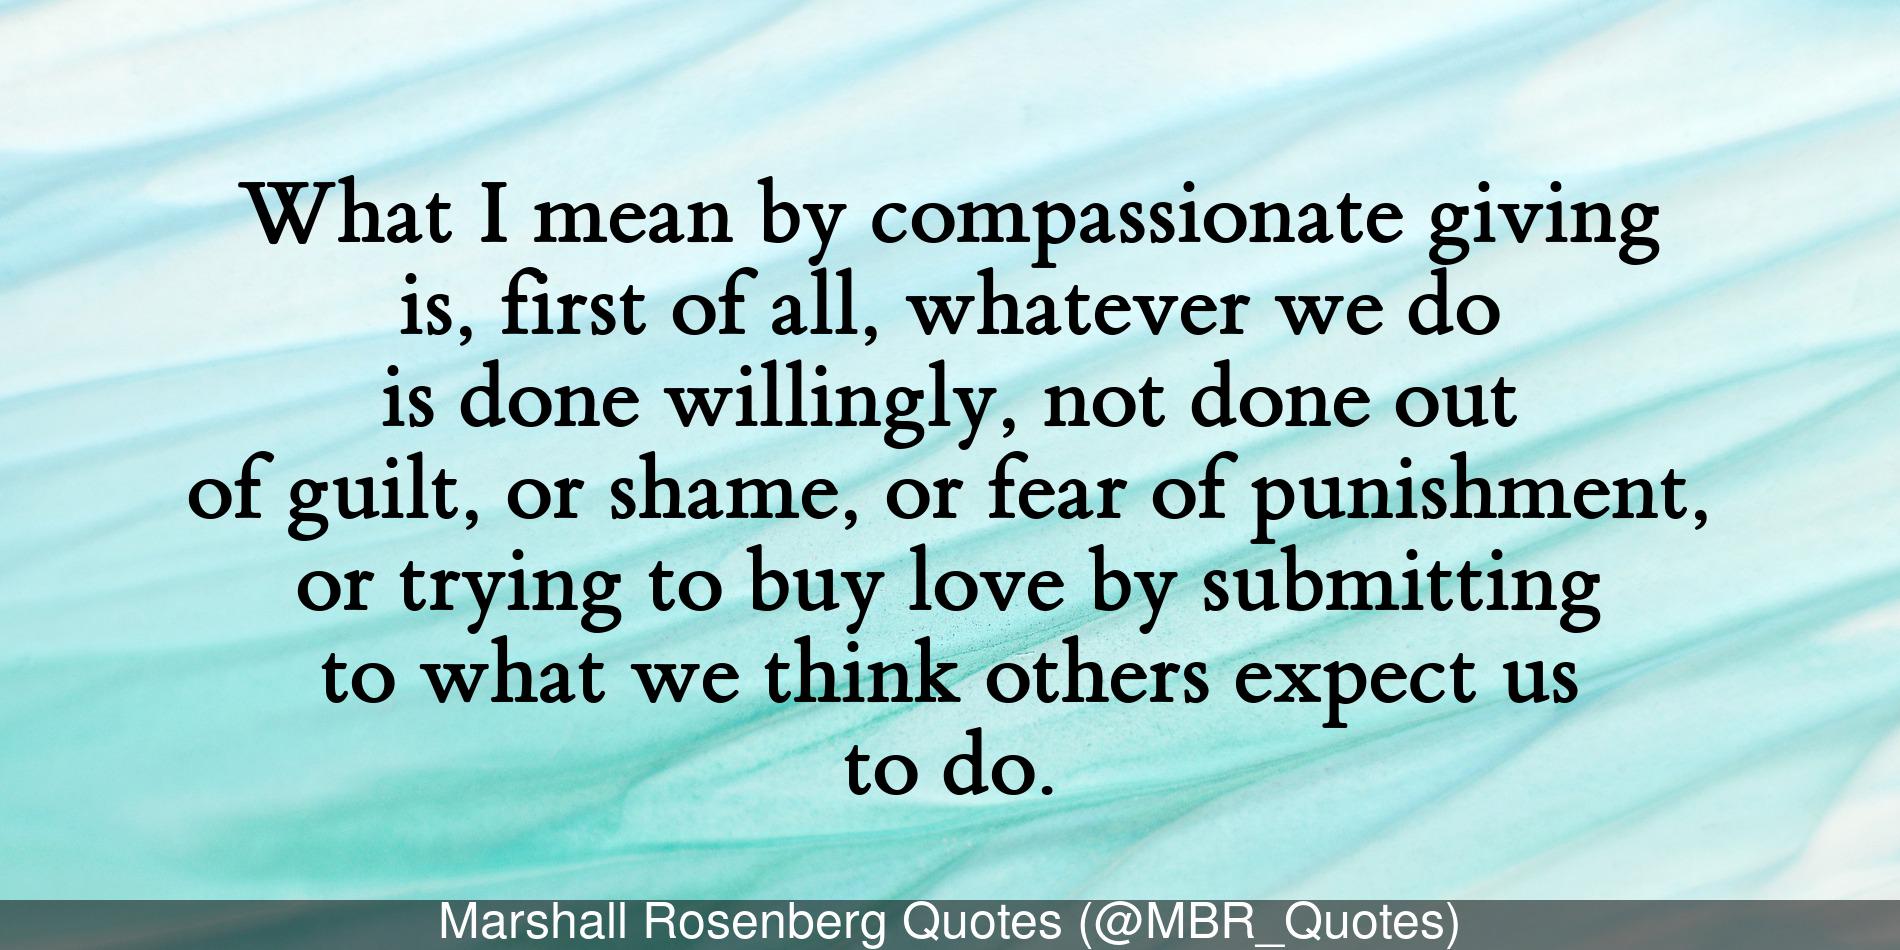 What I mean by compassionate giving
is, first of all, whatever we do
is done willingly, not done out
of guilt, or shame, or fear of punishment,
or trying to buy love by submitting
to what we think others expect us
to do.
Marshall Rosenberg Quotes (@MBR_Quotes)